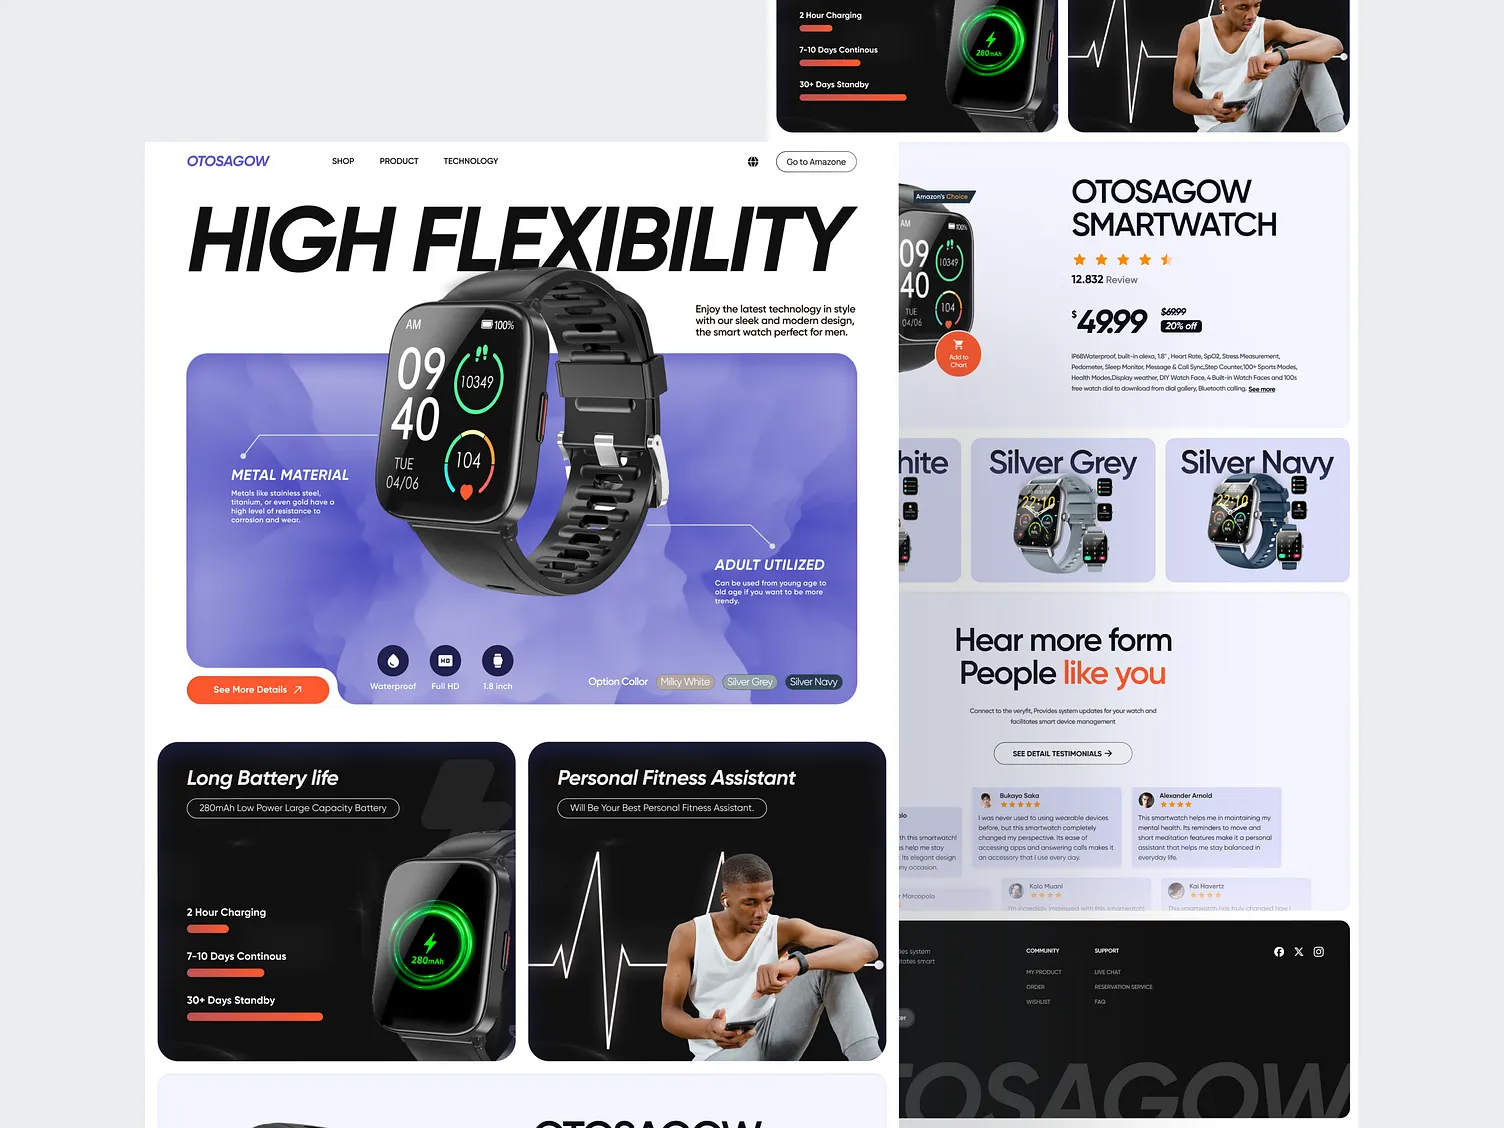 OTOSAGOW
SHOP
PRODUCT
TECHNOLOGY
Go to Amazone
HIGH FLEXIBILITY
Enjoy the latest technology in style
with our sleek and modern design,
the smart watch perfect for men.
AM
100%
09
40
10349
104
TUE
04/06
METAL MATERIAL
Metals like stainless steel,
titanium, or even gold have a
high level of resistance to
corrosion and wear.
ADULT UTILIZED
Can be used from young age to
old age if you want to be more
trendy.
See More Details
HD
Waterproof
Full HD
1.8 inch
Option Collor
Milky White
Silver Grey
Silver Navy
Long Battery life
280mAh Low Power Large Capacity Battery
2 Hour Charging
7-10 Days Continous
30+ Days Standby
280mAh
Personal Fitness Assistant
Will Be Your Best Personal Fitness Assistant.
OTOSAGOW
2 Hour Charging
7-10 Days Continous
30+ Days Standby
280mAh
Amazon's Choice
AM
100%
09
40
10349
104
TUE
04/06
Add to
Chart
OTOSAGOW
SMARTWATCH
12.832 Review
$49.99
$69.99
20% off
IP68Waterproof, built-in alexa, 1.8" , Heart Rate, SpO2, Stress Measurement,
Pedometer, Sleep Monitor, Message & Call Sync,Step Counter,100+ Sports Modes,
Health Modes,Display weather, DIY Watch Face, 4 Built-in Watch Faces and 100s
free watch dial to download from dial gallery, Bluetooth calling. See more
hite
Silver Grey
22:10
Silver Navy
22:10
Hear more form
People like you
Connect to the veryfit, Provides system updates for your watch and
facilitates smart device management
SEE DETAIL TESTIMONIALS
olo
th this smartwatch!
es help me stay
. Its elegant design
any occasion.
Bukayo Saka
I was never used to using wearable devices
before, but this smartwatch completely
changed my perspective. Its ease of
accessing apps and answering calls makes it
an accessory that I use every day.
Alexander Arnold
This smartwatch helps me in maintaining my
mental health. Its reminders to move and
short meditation features make it a personal
assistant that helps me stay balanced in
everyday life.
r Marcopolo
Kolo Muani
I'm incredibly impressed with this smartwatch!
Kai Havertz
This smartwatch has truly changed how I
des system
litates smart
COMMUNITY
MY PRODUCT
ORDER
WISHLIST
SUPPORT
LIVE CHAT
RESERVATION SERVICE
FAQ
ter
OTOSAGOW